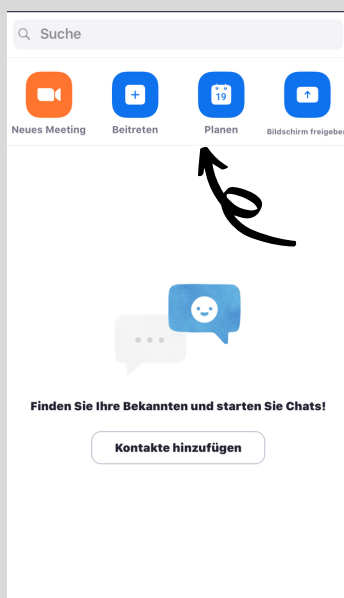 Suche
19
Neues Meeting Beitreten Planen Bildschirm freigeben
Finden Sie Ihre Bekannten und starten Sie Chats!
Kontakte hinzufügen